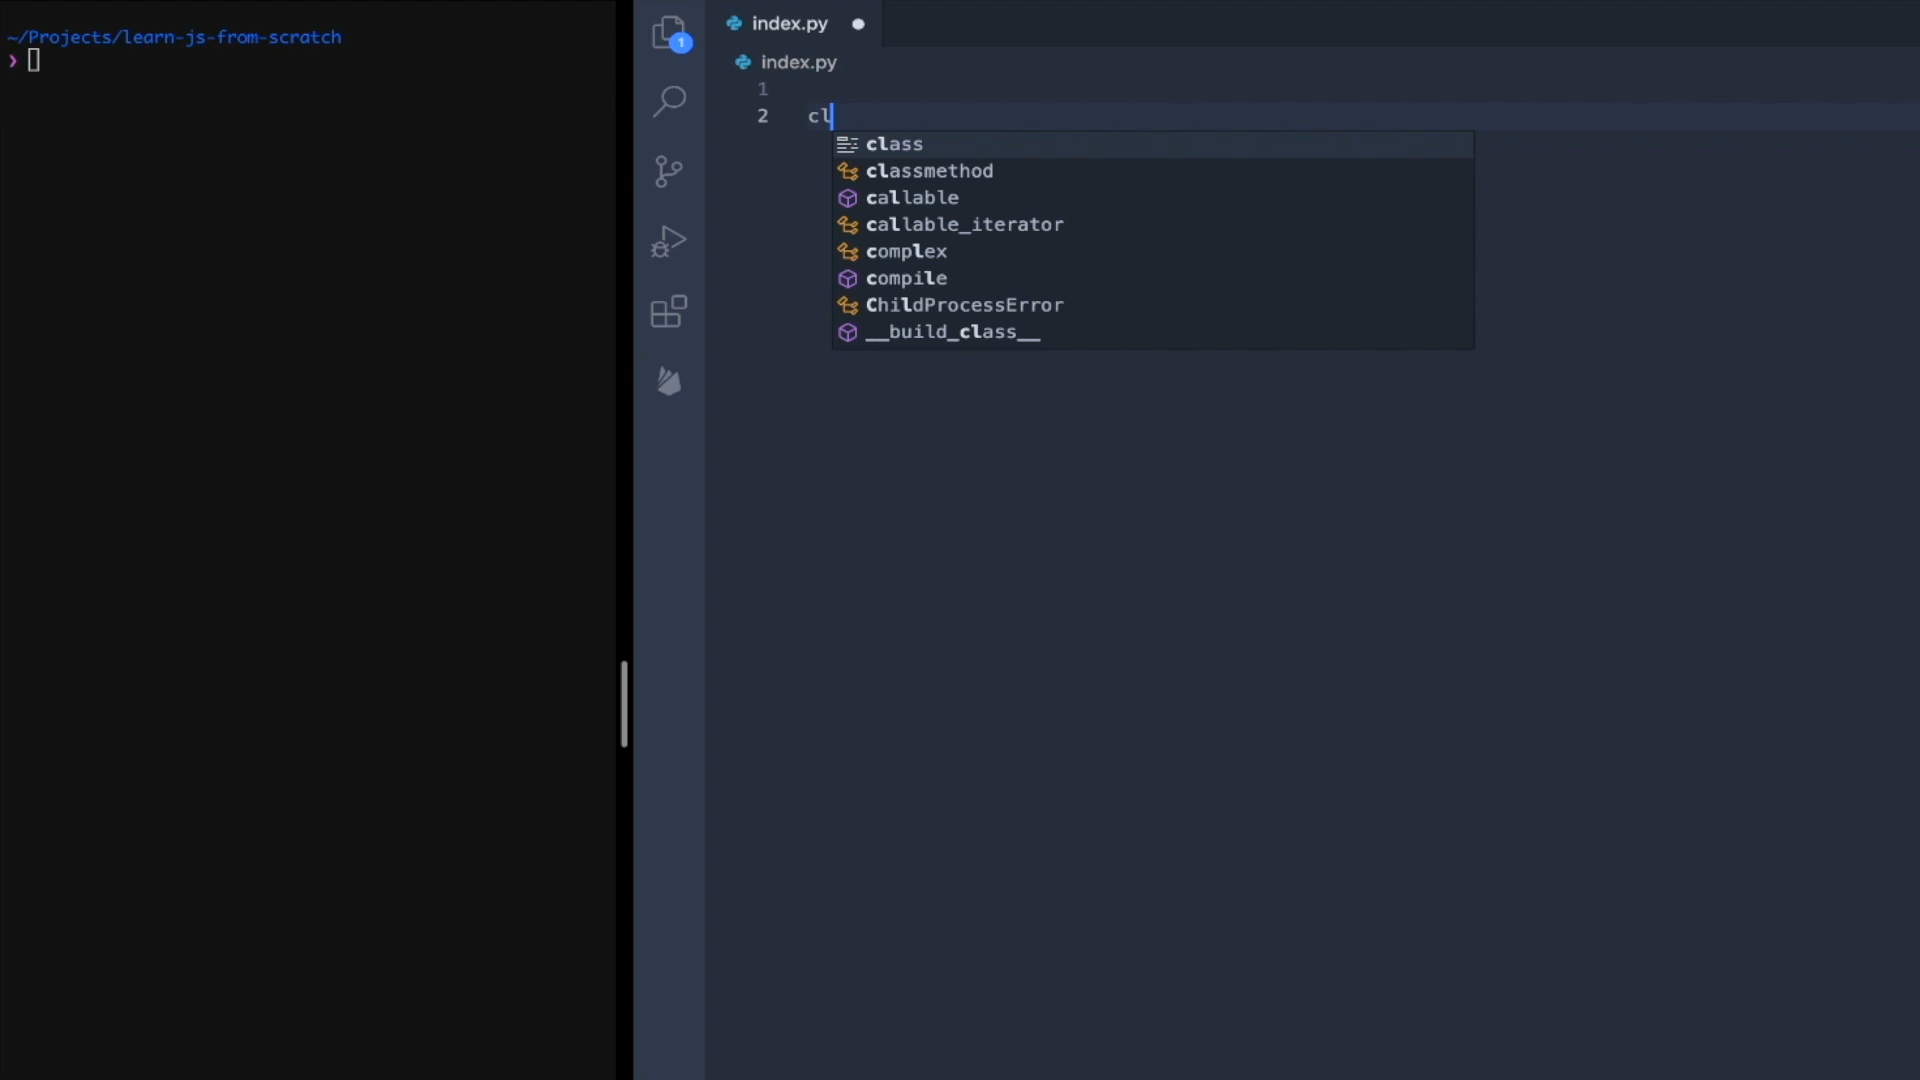 ~/Projects/learn-js-from-scratch
❯
1
index.py
index.py
1
2 cl
class
classmethod
callable
callable_iterator
complex
compile
ChildProcessError
__build_class__